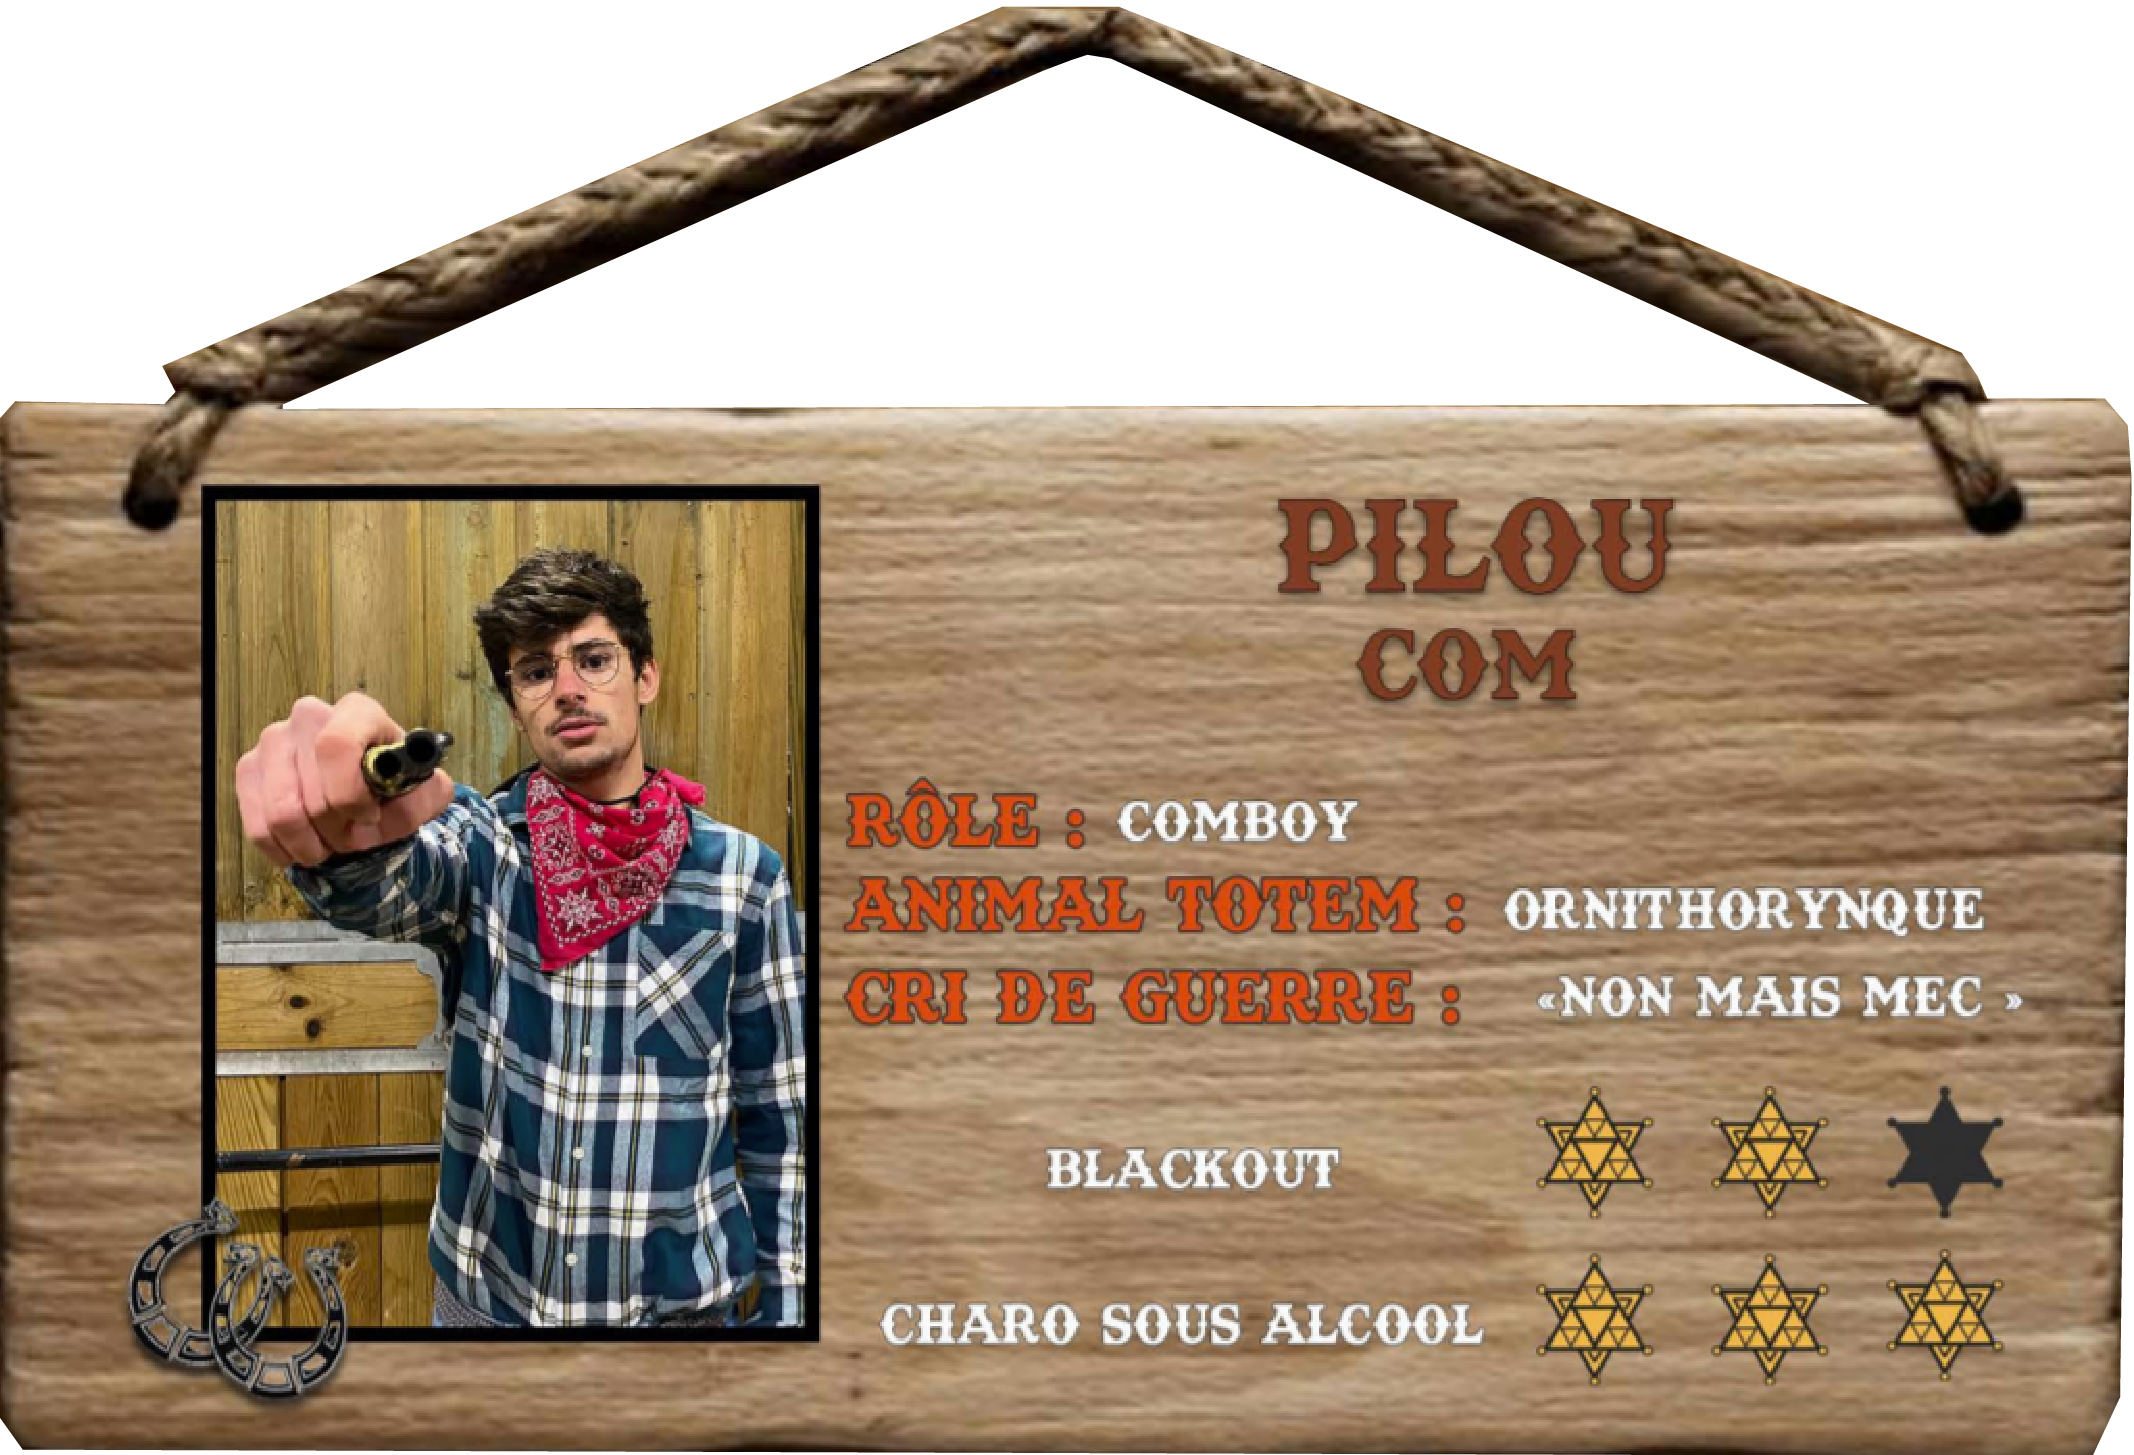 PILOU
COM
RÔLE : COMBOY
ANIMAL TOTEM : ORNITHORYNQUE
CRI DE GUERRE : «NON MAIS MEC »
BLACKOUT
CHARO SOUS ALCOOL